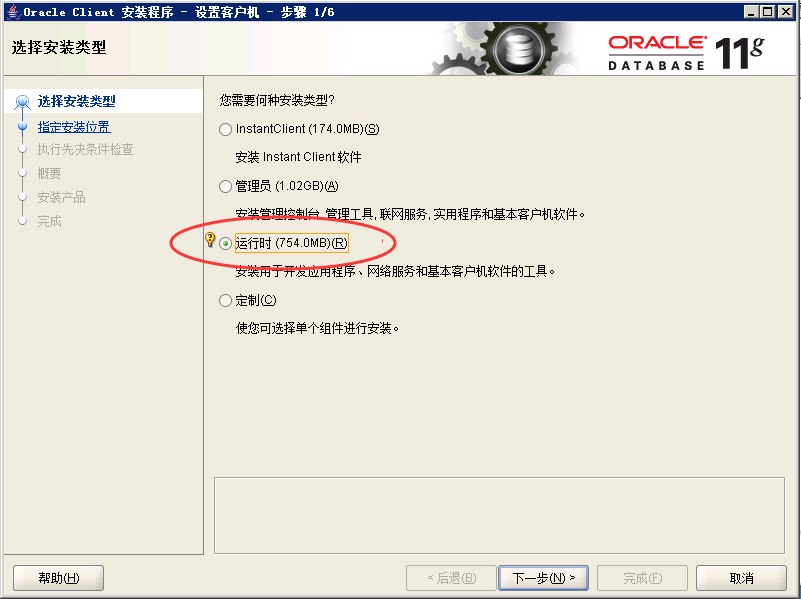 Oracle Client 安装程序 - 设置客户机 - 步骤 1/6
选择安装类型
ORACLE
DATABASE
11g
选择安装类型
指定安装位置
执行先决条件检查
概要
安装产品
完成
您需要何种安装类型?
InstantClient (174.0MB)(S)
安装 Instant Client 软件
管理员 (1.02GB)(A)
安装管理控制台, 管理工具, 联网服务, 实用程序和基本客户机软件。
运行时 (754.0MB)(R)
安装用于开发应用程序、网络服务和基本客户机软件的工具。
定制(C)
使您可选择单个组件进行安装。
帮助(H)
< 后退(B)
下一步(N) >
完成(F)
取消